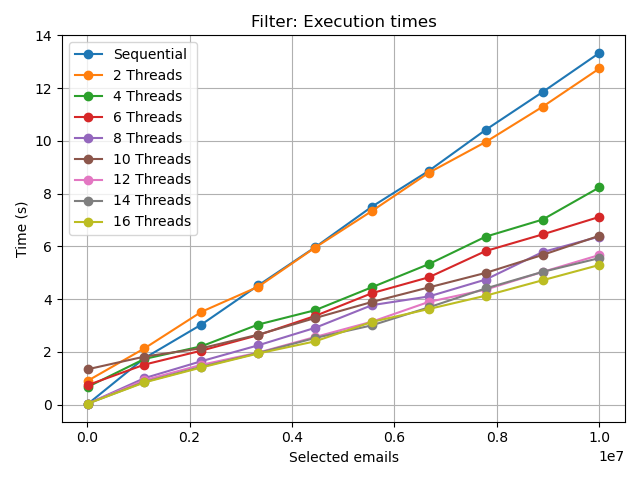 Filter: Execution times
Time (s)
14
12
10
8
6
4
2
0
Sequential
2 Threads
4 Threads
6 Threads
8 Threads
10 Threads
12 Threads
14 Threads
16 Threads
0.0 0.2 0.4 0.6 0.8 1.0
1e7
Selected emails